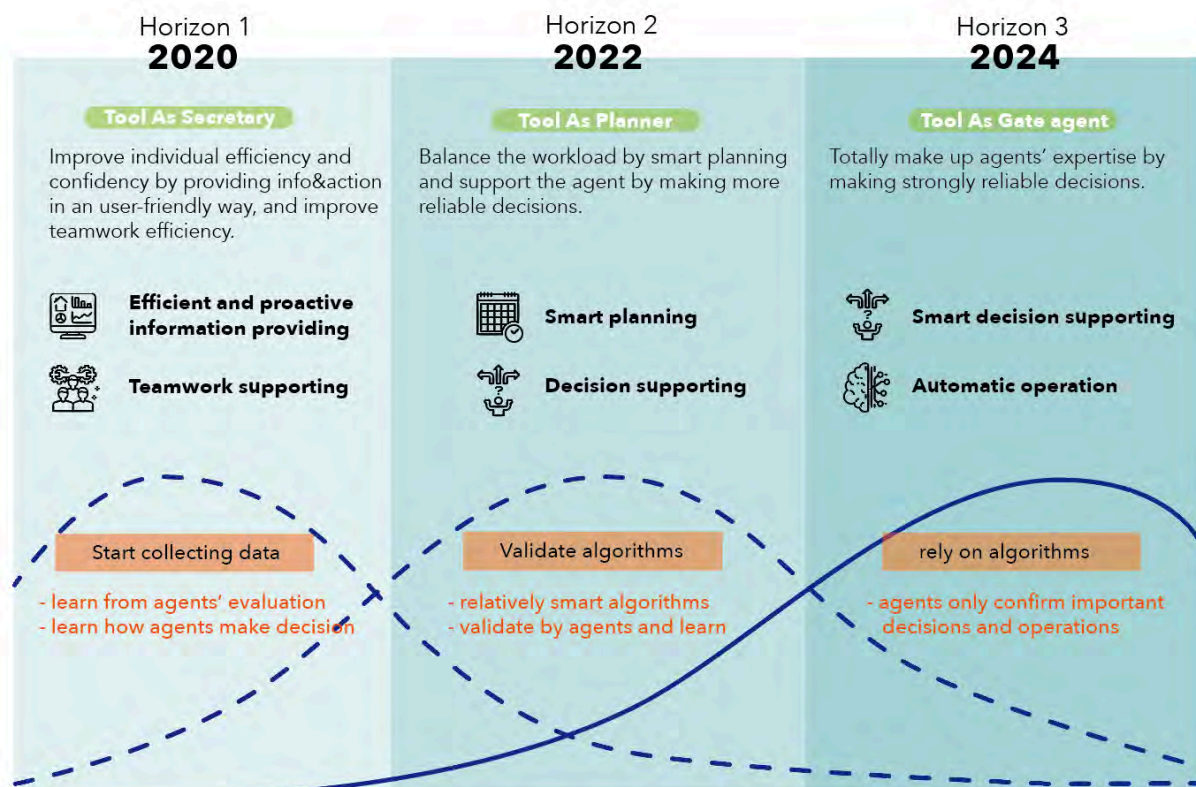 Horizon 1
2020
Tool As Secretary
Improve individual efficiency and
confidency by providing info&action
in an user-friendly way, and improve
teamwork efficiency.
Efficient and proactive
information providing
Teamwork supporting
Start collecting data
- learn from agents' evaluation
- learn how agents make decision
Horizon 2
2022
Tool As Planner
Balance the workload by smart planning
and support the agent by making more
reliable decisions.
Smart planning
?
Decision supporting
Validate algorithms
- relatively smart algorithms
- validate by agents and learn
Horizon 3
2024
Tool As Gate agent
Totally make up agents' expertise by
making strongly reliable decisions.
?
Smart decision supporting
Automatic operation
rely on algorithms
- agents only confirm important
decisions and operations